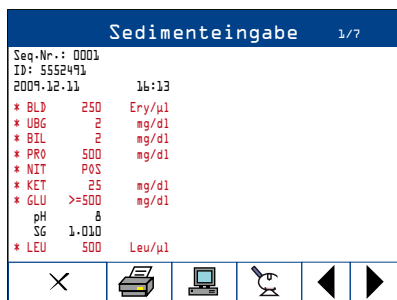 Sedimenteingabe 1/7
Seq.Nr.: 0001
ID: 5552491
2009.12.11 16:13
* BLD 250 Ery/µl
* UBG 2 mg/dl
* BIL 2 mg/dl
* PRO 500 mg/dl
* NIT POS
* KET 25 mg/dl
* GLU >=500 mg/dl
pH 8
SG 1.010
* LEU 500 Leu/µl